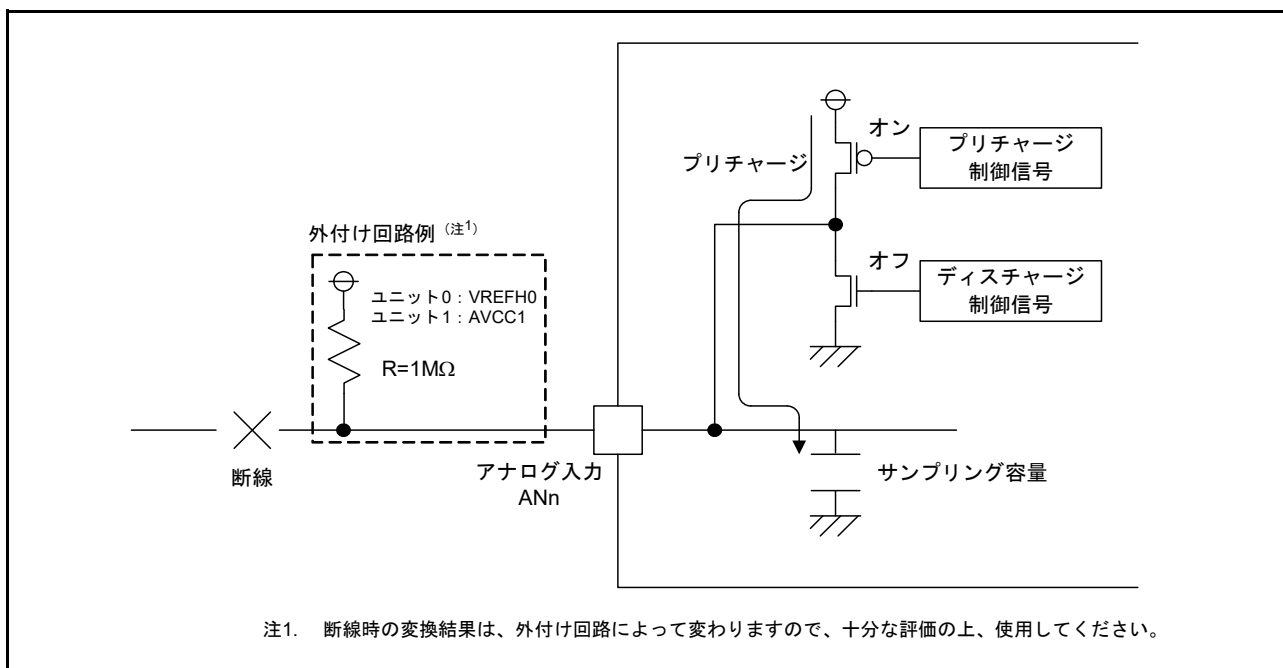 オン
プリチャージ
制御信号
プリチャージ
外付け回路例（注1）
オフ
ディスチャージ
制御信号
ユニット0：VREFH0
ユニット1：AVCC1
R=1MΩ
断線
アナログ入力
ANn
サンプリング容量
注1. 断線時の変換結果は、外付け回路によって変わりますので、十分な評価の上、使用してください。